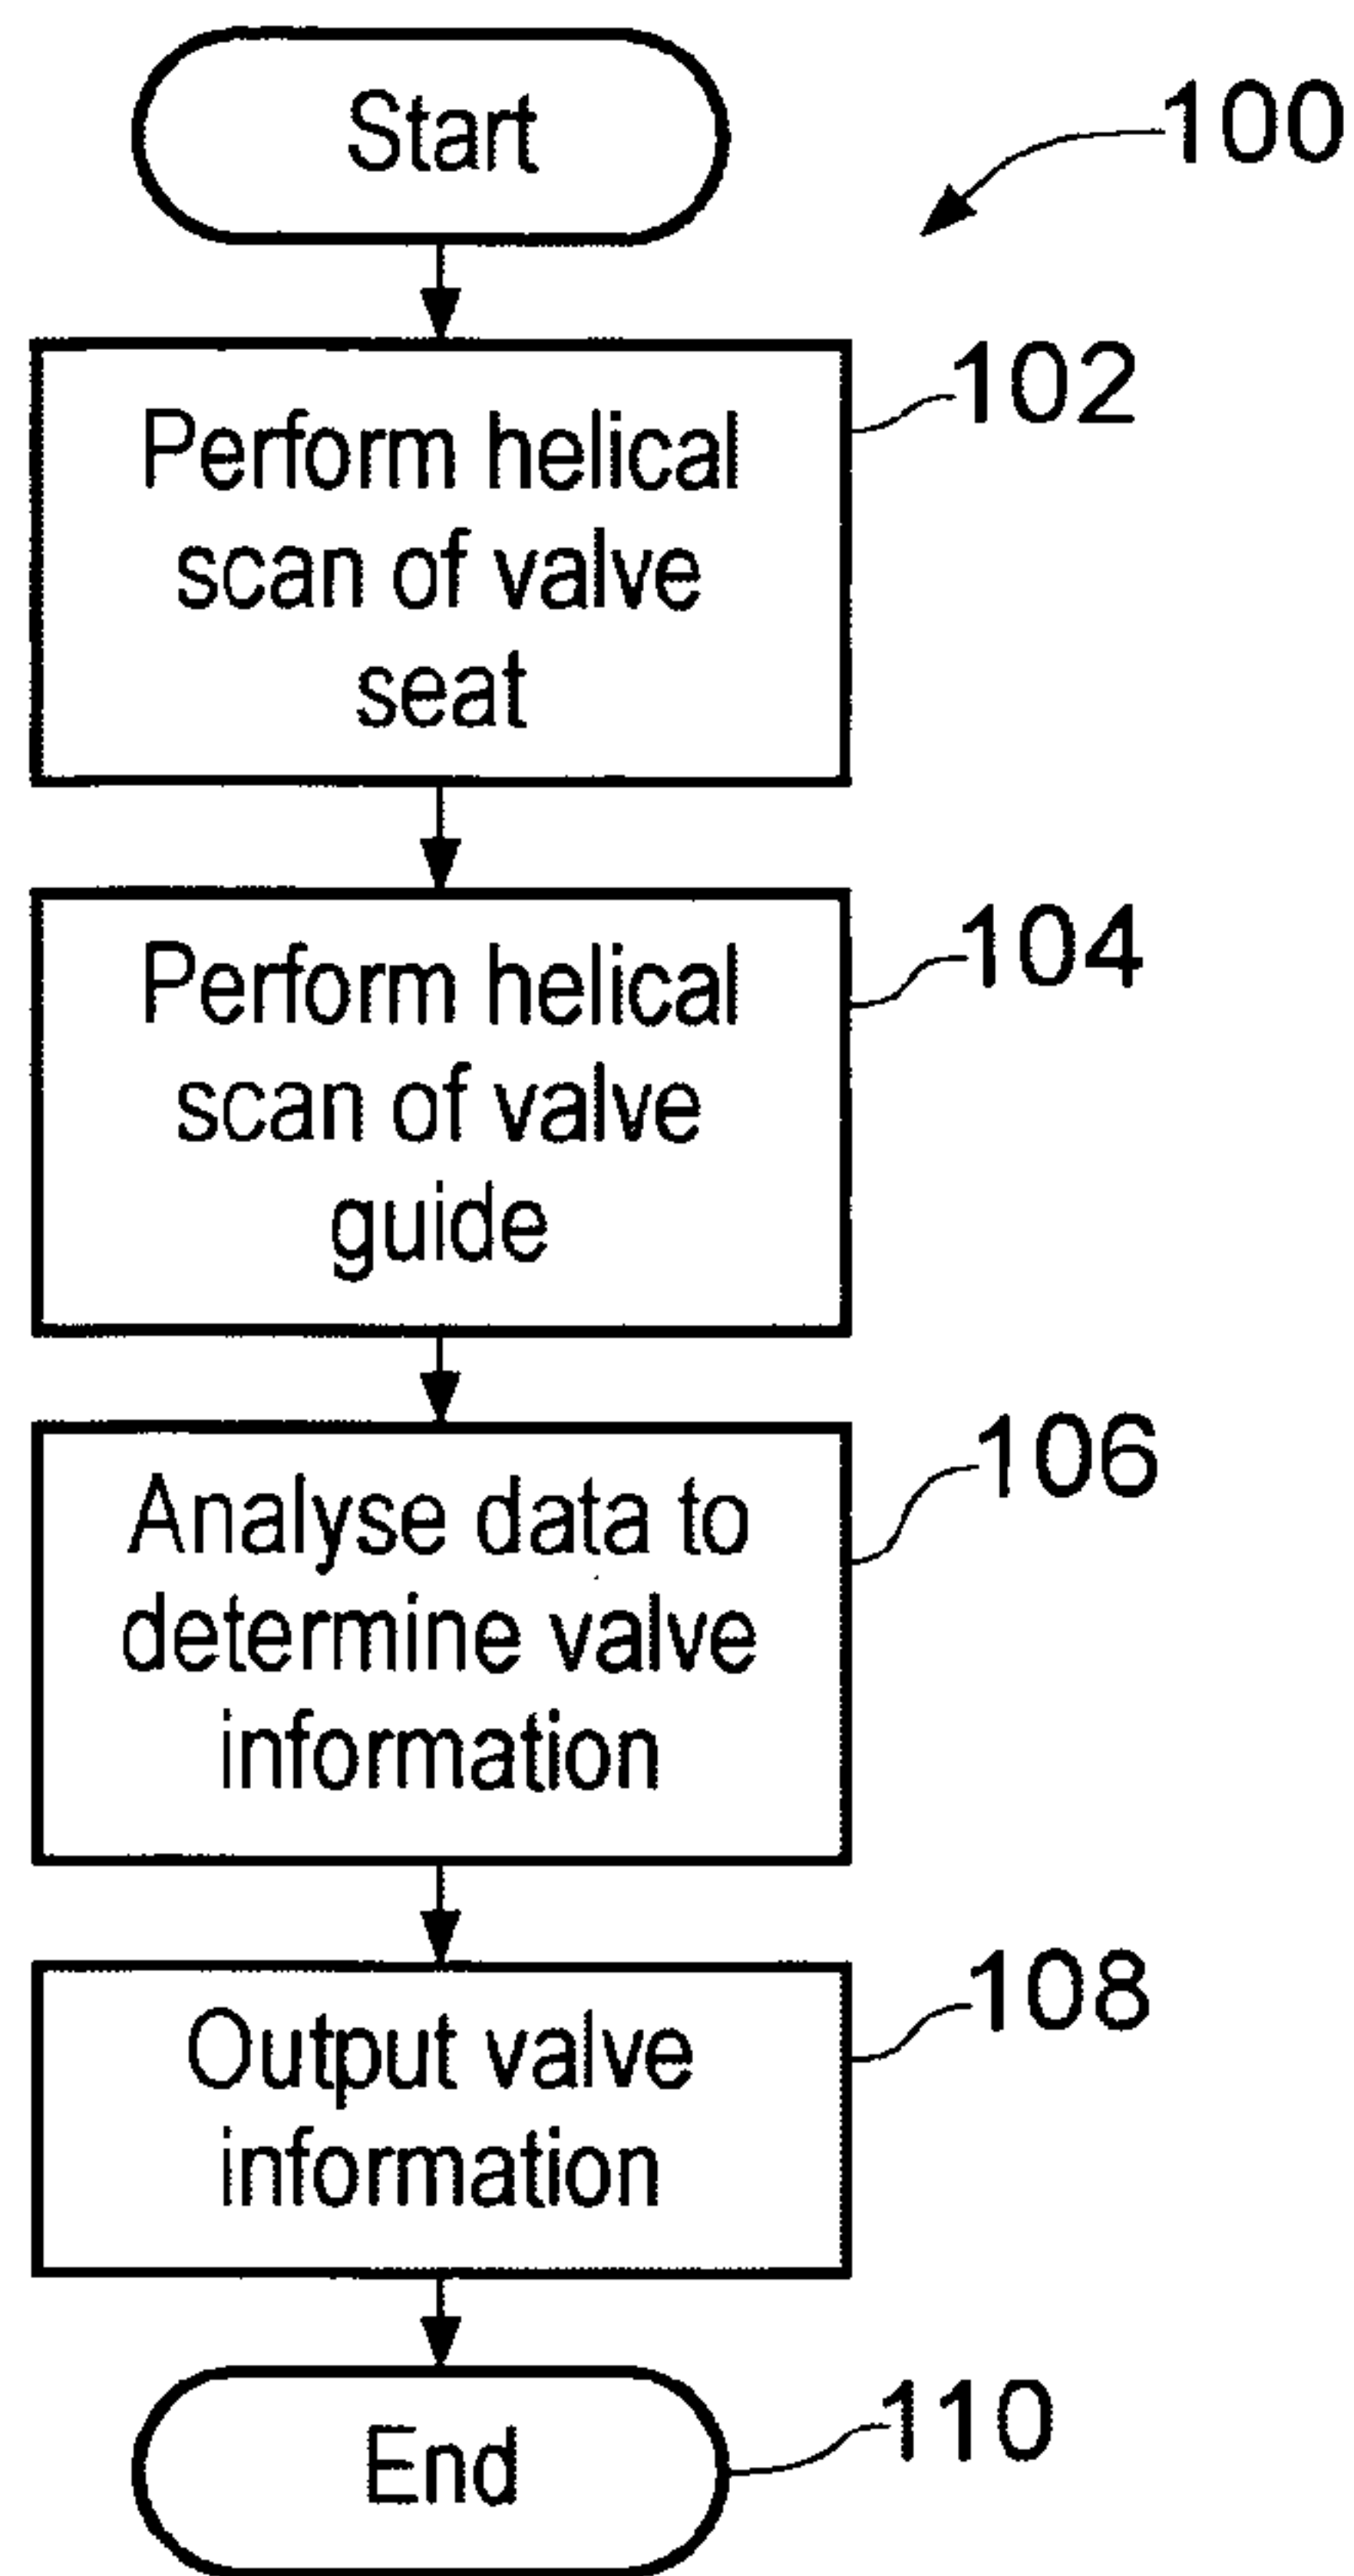 Start
100
Perform helical
scan of valve
seat
102
Perform helical
scan of valve
guide
104
Analyse data to
determine valve
information
106
Output valve
information
108
End
110